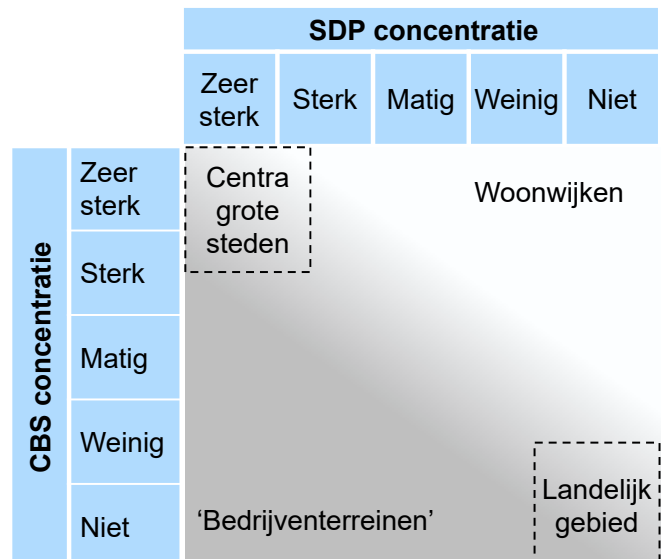 SDP concentratie
Zeer
sterk
Sterk
Matig
Weinig
Niet
CBS concentratie
Zeer
sterk
Sterk
Matig
Weinig
Niet
Centra
grote
steden
Woonwijken
‘Bedrijventerreinen’
Landelijk
gebied